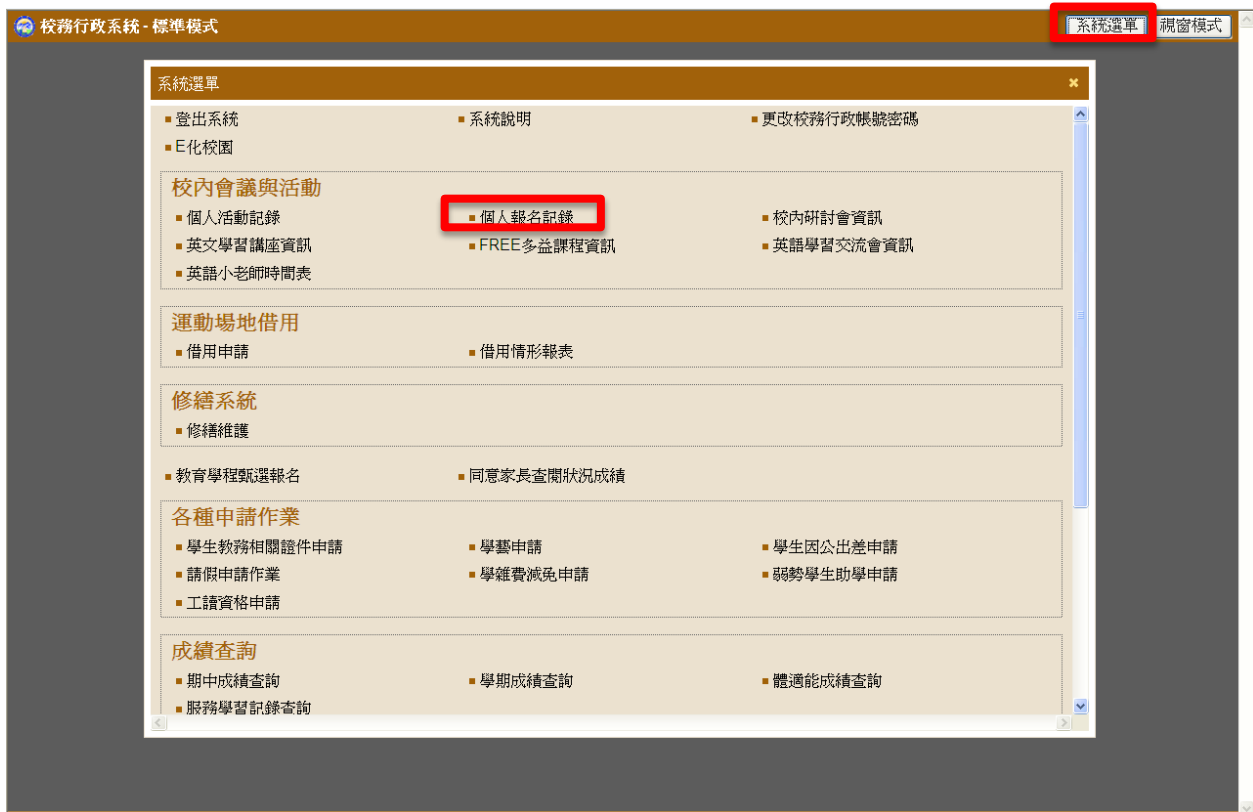 校務行政系統 - 標準模式 系統選單 視窗模式
系統選單
登出系統 系統說明 更改校務行政帳號密碼
E化校園
校內會議與活動
個人活動記錄 個人報名記錄 校內研討會資訊
英文學習講座資訊 FREE多益課程資訊 英語學習交流會資訊
英語小老師時間表
運動場地借用
借用申請 借用情形報表
修繕系統
修繕維護
教育學程甄選報名 同意家長查閱狀況成績
各種申請作業
學生教務相關證件申請 學藝申請 學生因公出差申請
請假申請作業 學雜費減免申請 弱勢學生助學申請
工讀資格申請
成績查詢
期中成績查詢 學期成績查詢 體適能成績查詢
服務學習記錄查詢